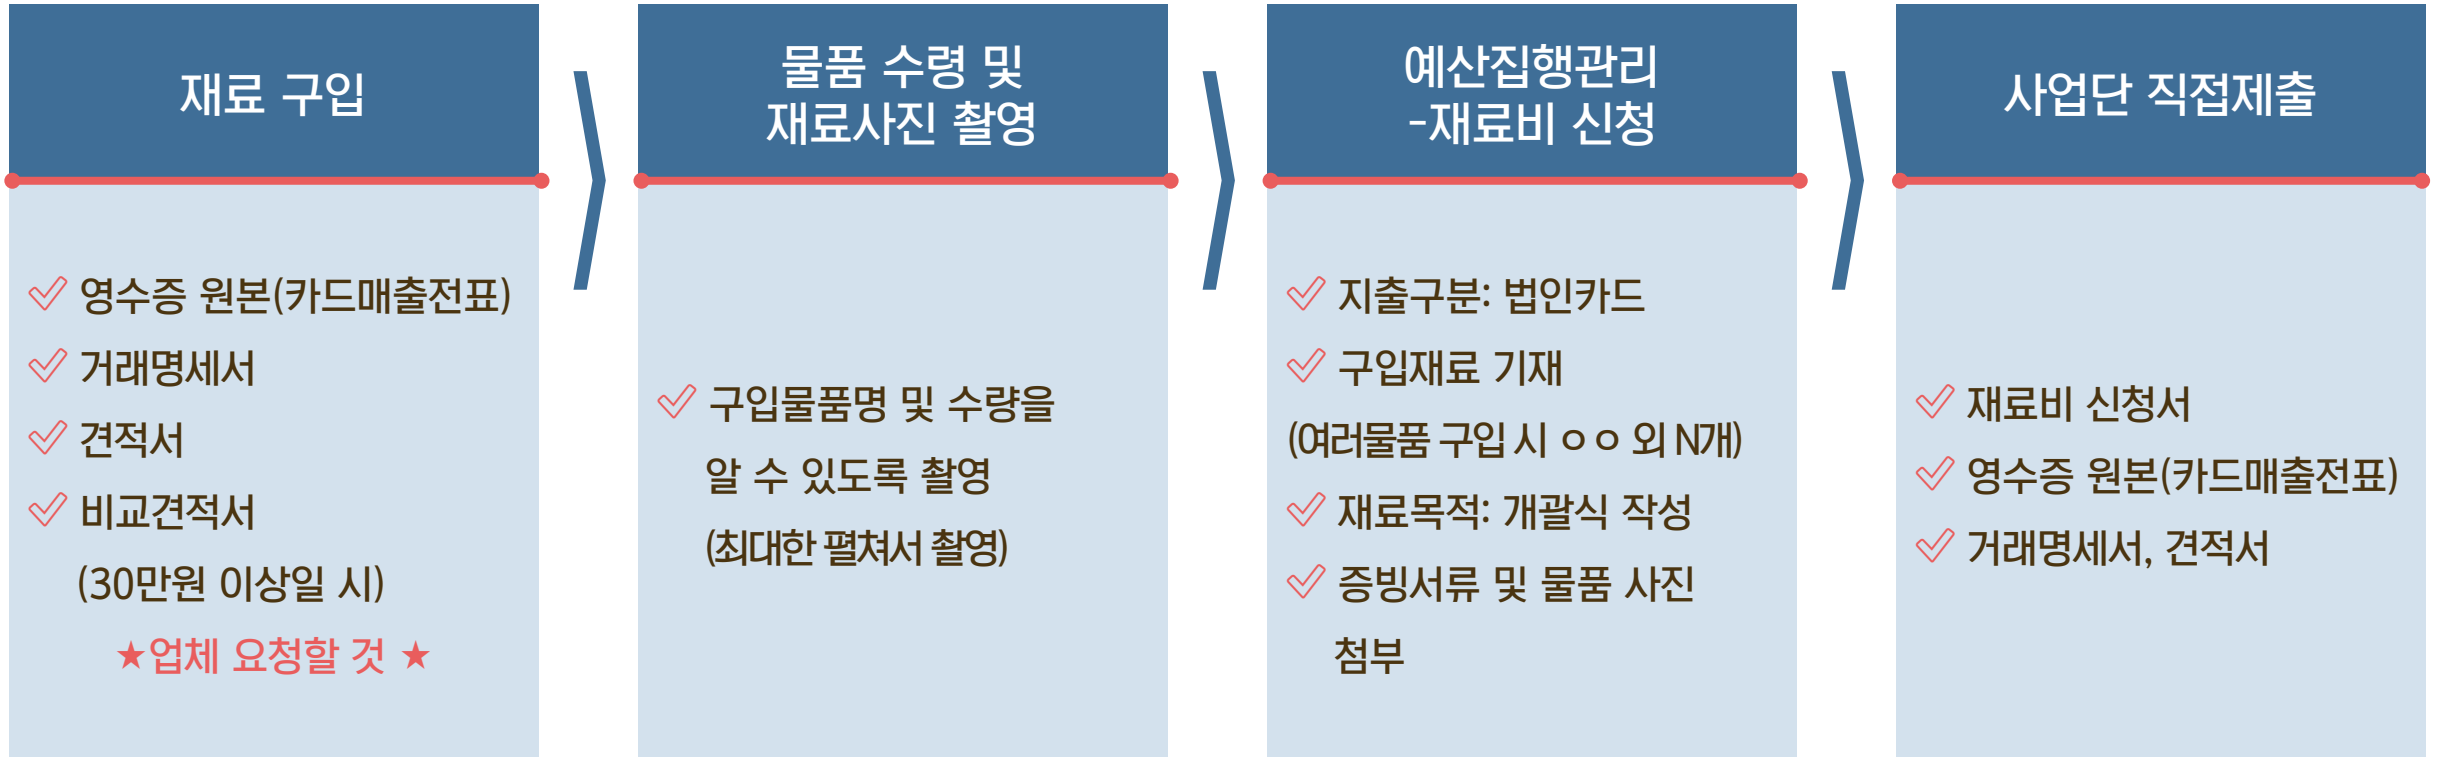 재료 구입
영수증 원본(카드매출전표)
거래명세서
견적서
비교견적서
(30만원 이상일 시)
★업체 요청할 것 ★
물품 수령 및
재료사진 촬영
구입물품명 및 수량을
알 수 있도록 촬영
(최대한 펼쳐서 촬영)
예산집행관리
-재료비 신청
지출구분: 법인카드
구입재료 기재
(여러물품 구입 시 ㅇㅇ 외 N개)
재료목적: 개괄식 작성
증빙서류 및 물품 사진
첨부
사업단 직접제출
재료비 신청서
영수증 원본(카드매출전표)
거래명세서, 견적서